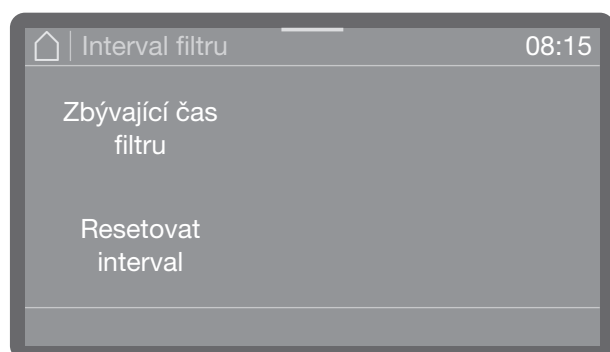 Interval filtru
08:15
Zbývající čas
filtru
Resetovat
interval